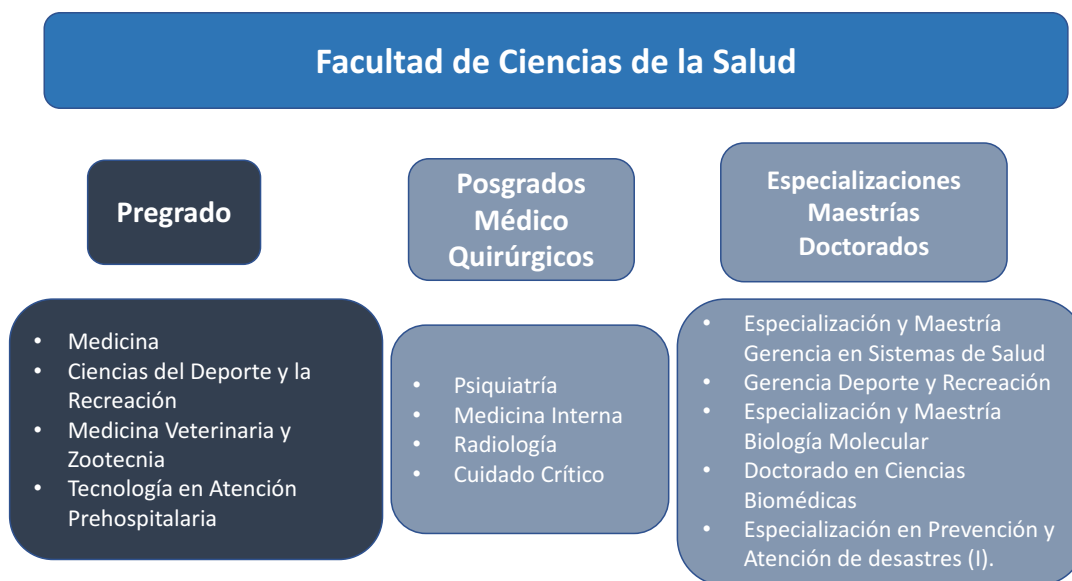 Facultad de Ciencias de la Salud
Pregrado
• Medicina
• Ciencias del Deporte y la
Recreación
• Medicina Veterinaria y
Zootecnia
• Tecnología en Atención
Prehospitalaria
Posgrados
Médico
Quirúrgicos
• Psiquiatría
• Medicina Interna
• Radiología
• Cuidado Crítico
Especializaciones
Maestrías
Doctorados
• Especialización y Maestría
Gerencia en Sistemas de Salud
• Gerencia Deporte y Recreación
• Especialización y Maestría
Biología Molecular
• Doctorado en Ciencias
Biomédicas
• Especialización en Prevención y
Atención de desastres (I).